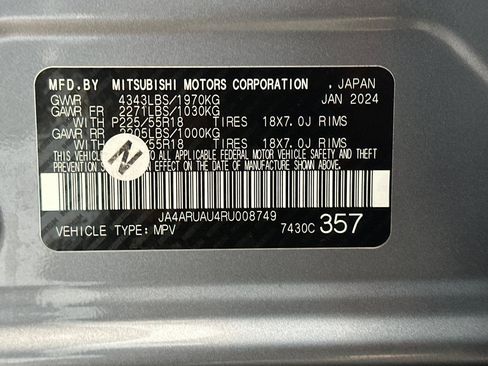 MFD.BY MITSUBISHI MOTORS CORPORATION . JAPAN
GVWR 4343LBS/1970KG JAN 2024
GAWR FR 2271LBS/1030KG
WITH P225/55R18 TIRES 18X7.0J RIMS
GAWR RR 2205LBS/1000KG
WITH 55R18 TIRES 18X7.0J RIMS
THIS VEHICLE TO ALL APPLICABLE FEDERAL MOTOR VEHICLE SAFETY AND THEFT
PREVENTION STANDARDS IN EFFECT ON THE DATE OF MANUFACTURE SHOWN ABOVE.
N
JA4ARUAU4RU008749
VEHICLE TYPE:MPV 7430C 357